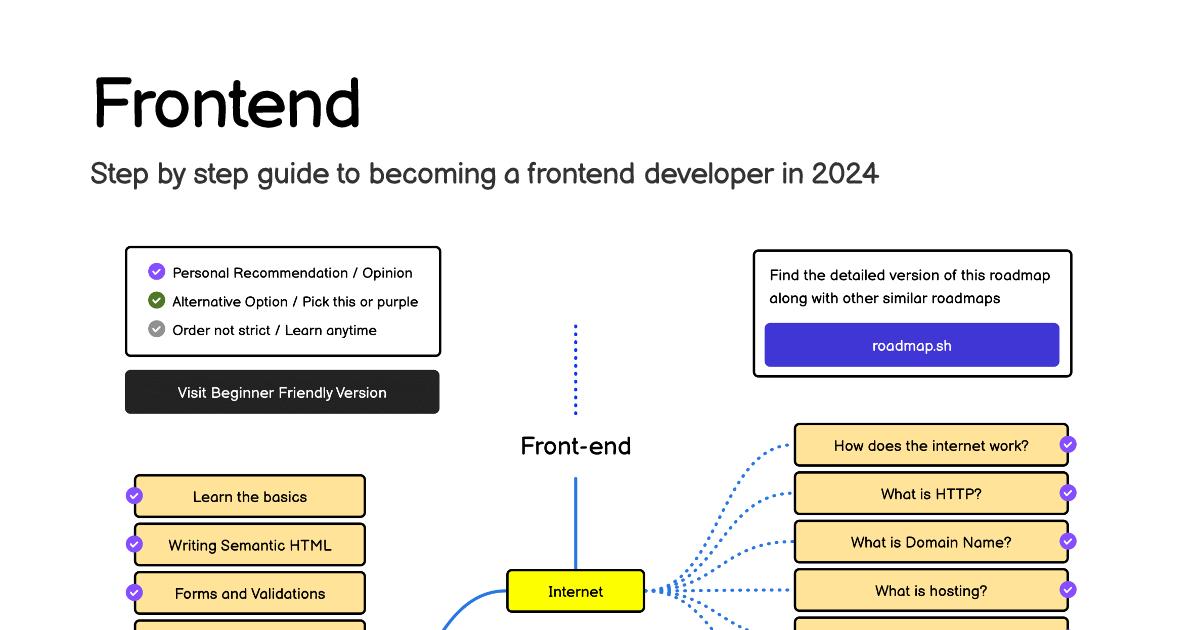 Frontend
Step by step guide to becoming a frontend developer in 2024
Personal Recommendation / Opinion
Alternative Option / Pick this or purple
Order not strict / Learn anytime
Visit Beginner Friendly Version
Find the detailed version of this roadmap
along with other similar roadmaps
roadmap.sh
Front-end
How does the internet work?
What is HTTP?
What is Domain Name?
What is hosting?
Internet
Learn the basics
Writing Semantic HTML
Forms and Validations